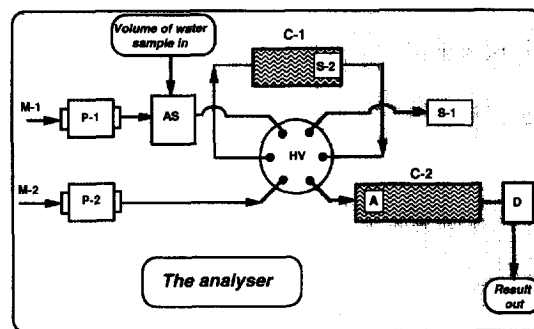 Volume of water
sample in
C-1
S-2
M-1
P-1
AS
S-1
HV
M-2
P-2
C-2
A
D
The analyser
Result
out